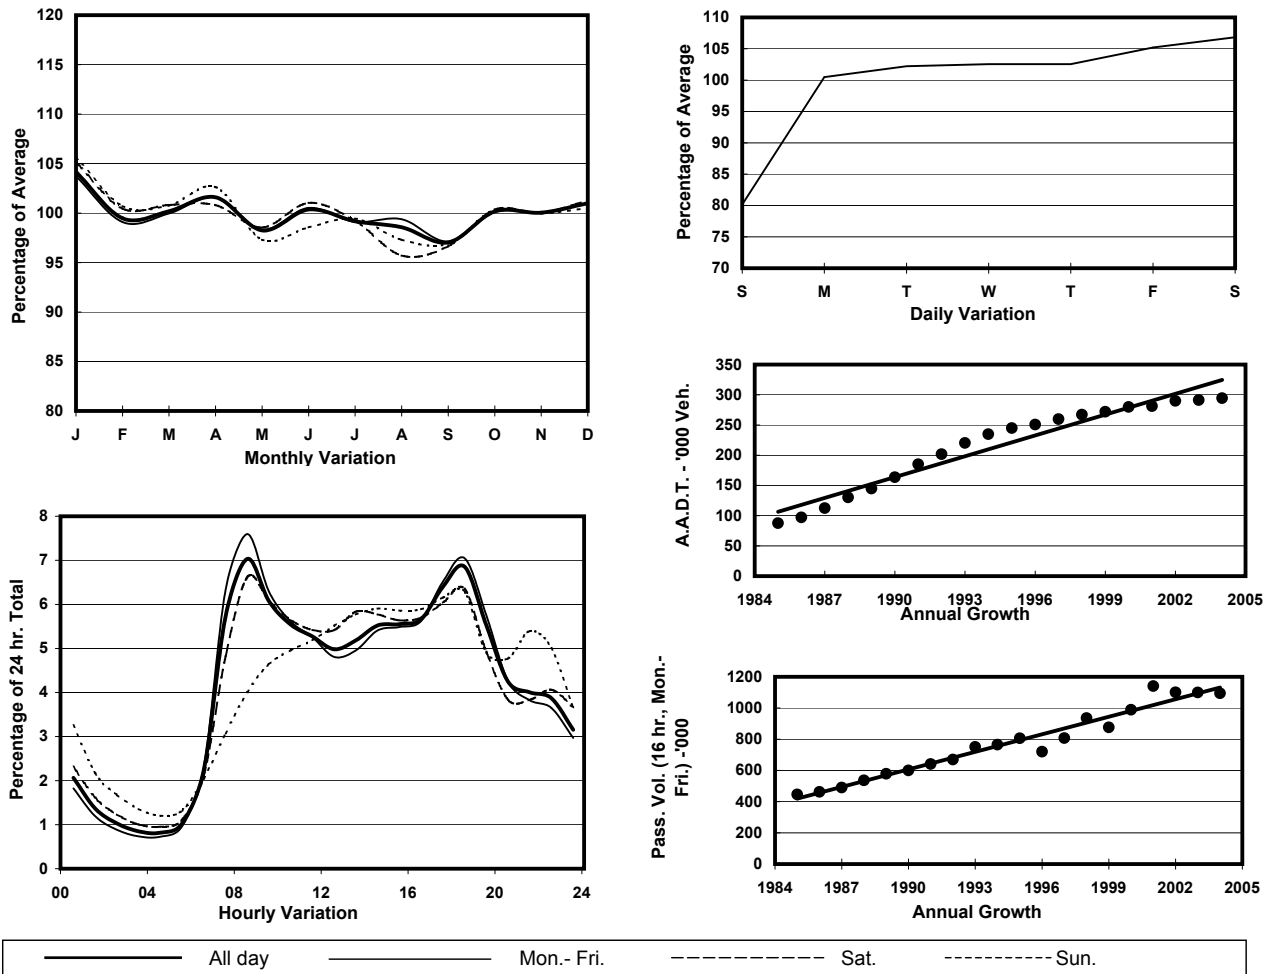 120
115
110
105
100
95
90
85
80
Percentage of Average
J F M A M J J A S O N D
Monthly Variation
110
105
100
95
90
85
80
75
70
Percentage of Average
S M T W T F S
Daily Variation
350
300
250
200
150
100
50
0
A.A.D.T. - '000 Veh.
1984 1987 1990 1993 1996 1999 2002 2005
Annual Growth
8
7
6
5
4
3
2
1
0
Percentage of 24 hr. Total
00 04 08 12 16 20 24
Hourly Variation
1200
1000
800
600
400
200
0
Pass. Vol. (16 hr., Mon.-
Fri.) -'000
1984 1987 1990 1993 1996 1999 2002 2005
Annual Growth
All day Mon.- Fri. Sat. Sun.